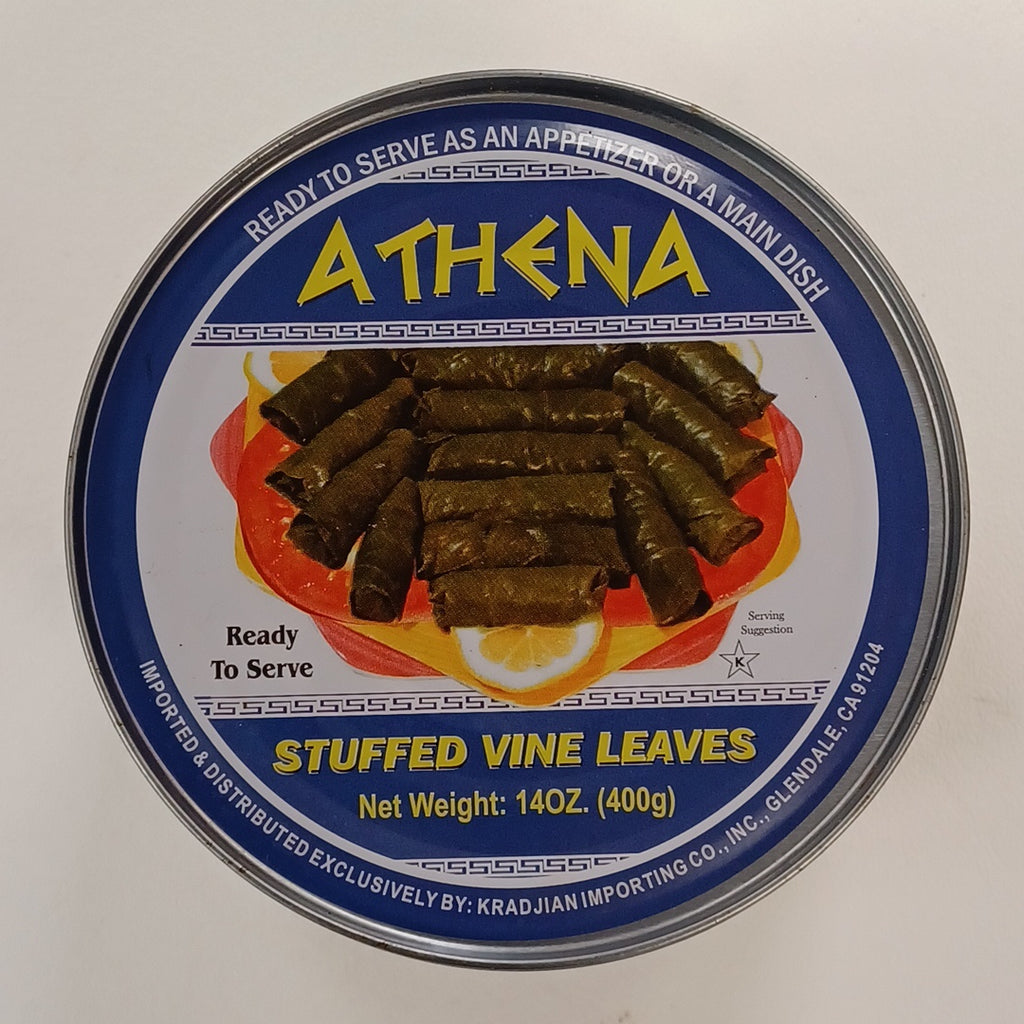 READY TO SERVE AS AN APPETIZER OR A MAIN DISH
ATHENA
Ready
To Serve
Serving
Suggestion
K
STUFFED VINE LEAVES
Net Weight: 14OZ. (400g)
IMPORTED & DISTRIBUTED EXCLUSIVELY BY: KRADJIAN IMPORTING CO., INC., GLENDALE, CA 91204